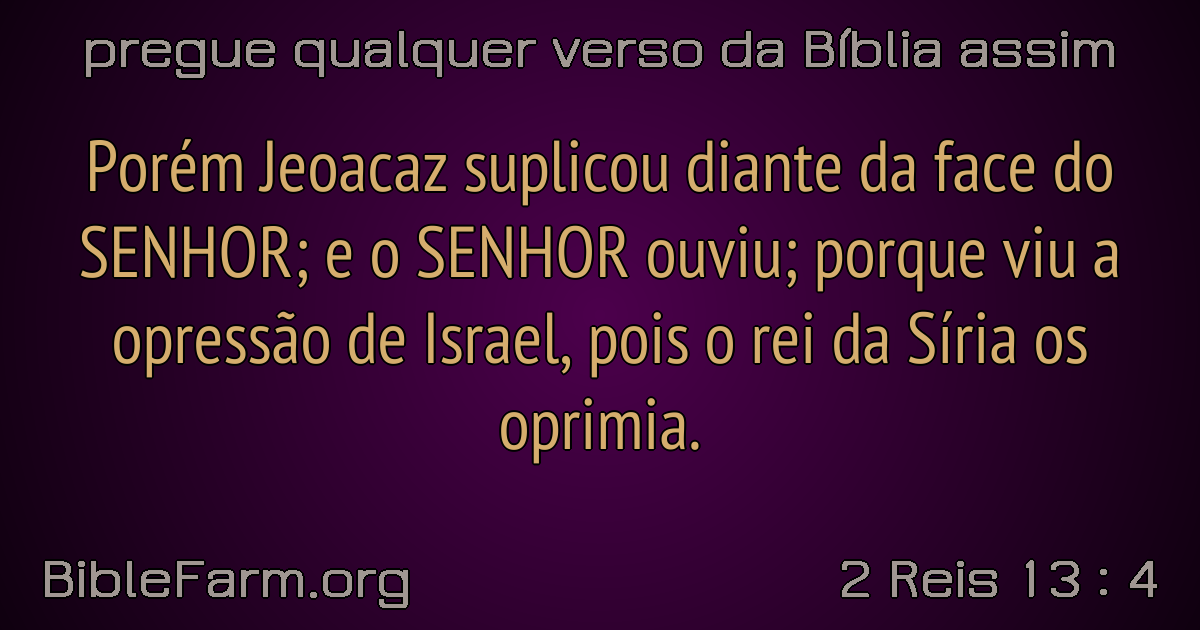 pregue qualquer verso da Bíblia assim
Porém Jeoacaz suplicou diante da face do
SENHOR; e o SENHOR ouviu; porque viu a
opressão de Israel, pois o rei da Síria os
oprimia.
BibleFarm.org
2 Reis 13 : 4